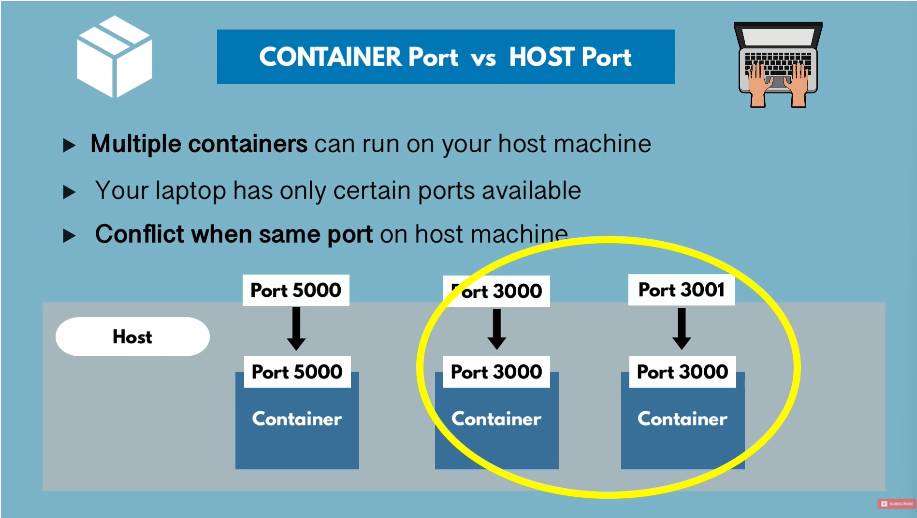 CONTAINER Port vs HOST Port
Multiple containers can run on your host machine
Your laptop has only certain ports available
Conflict when same port on host machine
Port 5000
Port 3000
Port 3001
Host
Port 5000
Port 3000
Port 3000
Container
Container
Container
SUBSCRIBE